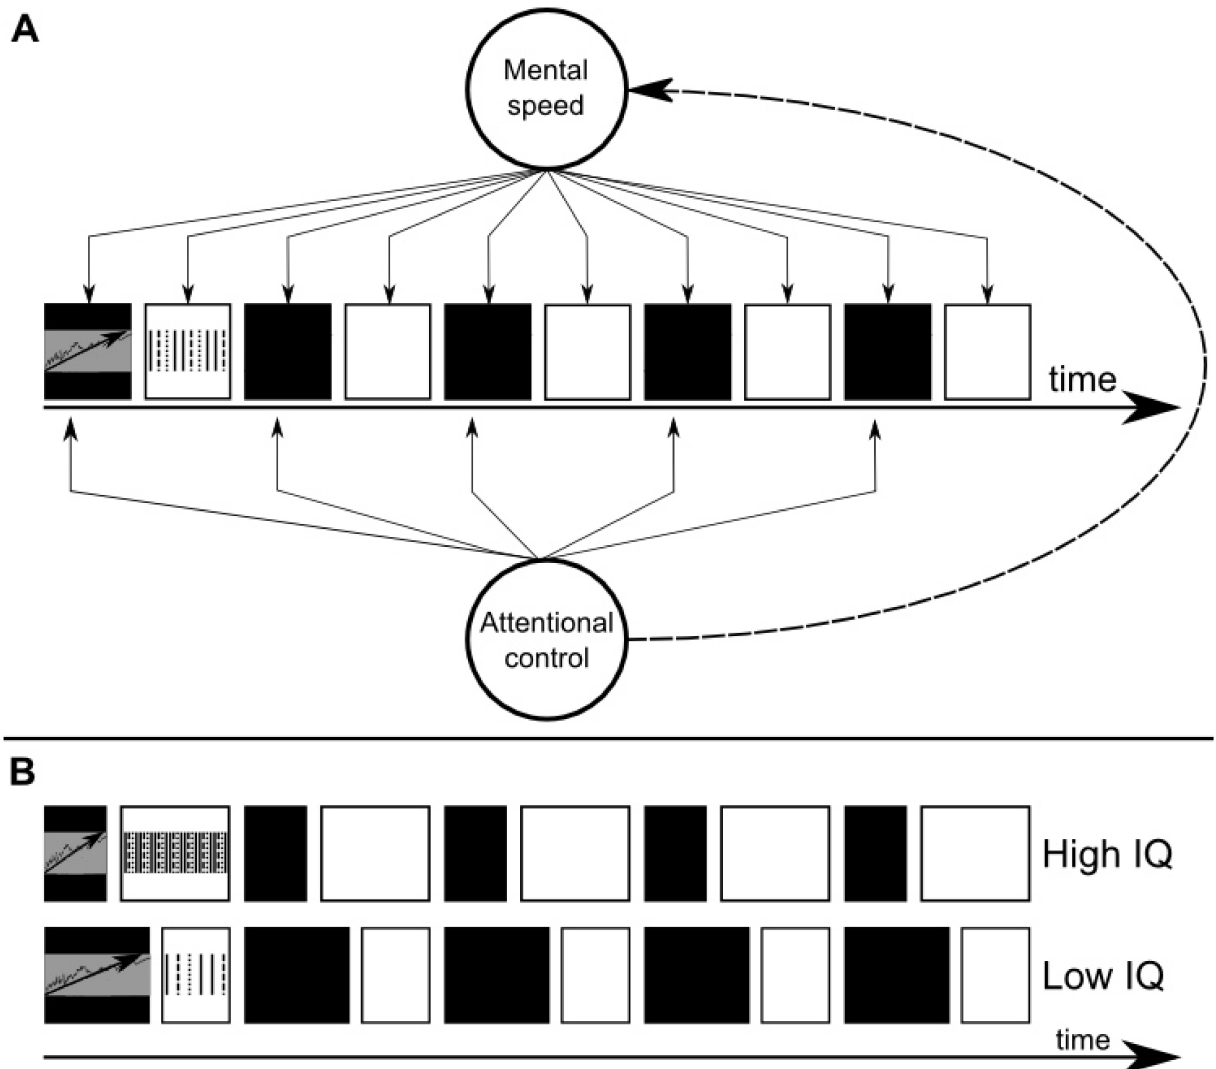 A
Mental
speed
time
Attentional
control
B
High IQ
Low IQ
time